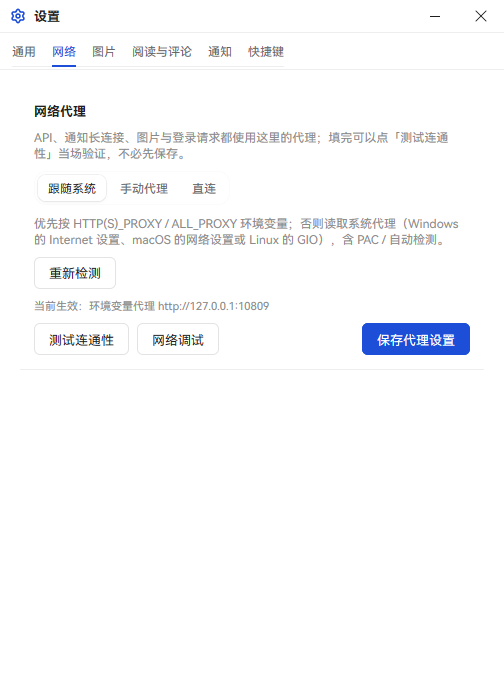 设置
通用 网络 图片 阅读与评论 通知 快捷键
网络代理
API、通知长连接、图片与登录请求都使用这里的代理；填完可以点「测试连通
性」当场验证，不必先保存。
跟随系统 手动代理 直连
优先按 HTTP(S)_PROXY / ALL_PROXY 环境变量；否则读取系统代理（Windows
的 Internet 设置、macOS 的网络设置或 Linux 的 GIO），含 PAC / 自动检测。
重新检测
当前生效：环境变量代理 http://127.0.0.1:10809
测试连通性 网络调试 保存代理设置